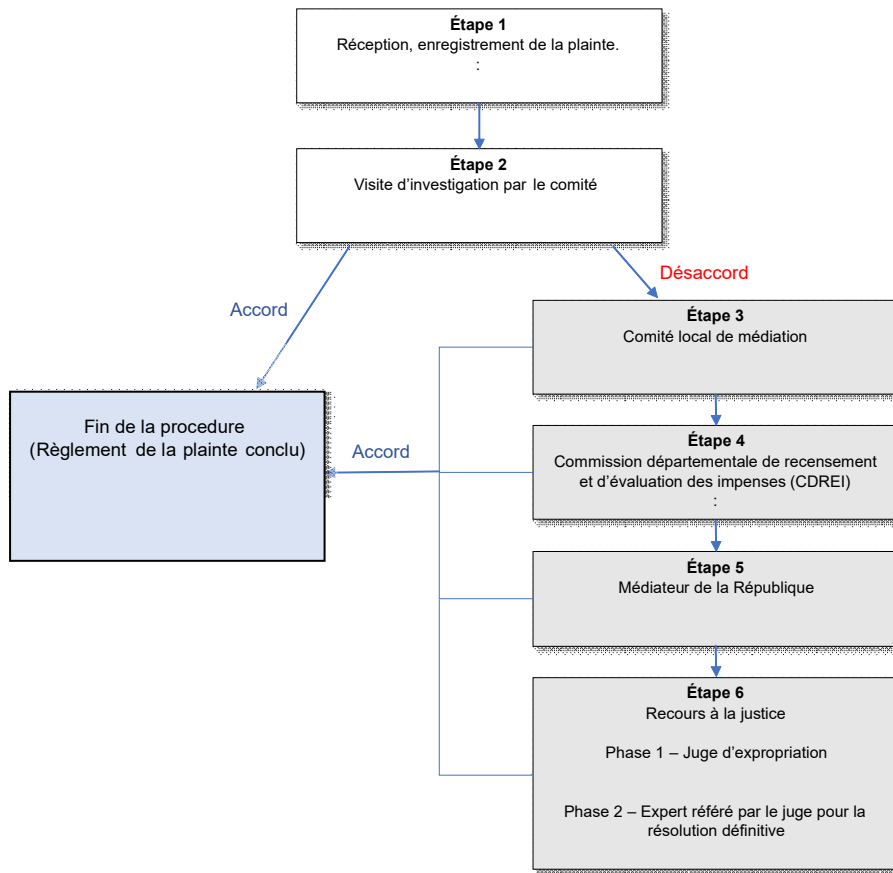 Étape 1
Réception, enregistrement de la plainte.
:
Étape 2
Visite d'investigation par le comité
Désaccord
Accord
Étape 3
Comité local de médiation
Fin de la procedure
(Règlement de la plainte conclu)
Accord
Étape 4
Commission départementale de recensement
et d'évaluation des impenses (CDREI)
:
Étape 5
Médiateur de la République
Étape 6
Recours à la justice
Phase 1 – Juge d'expropriation
Phase 2 – Expert référé par le juge pour la
résolution définitive